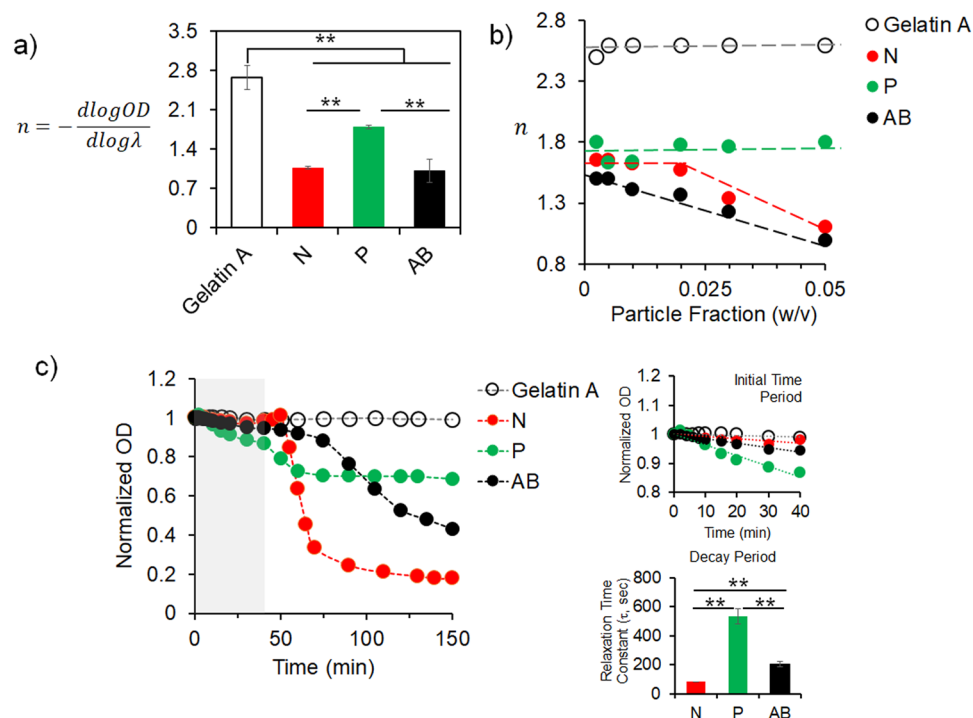 a)
n = − dlogOD / dlogλ
3.5
2.8
2.1
1.4
0.7
0
**
**
**
Gelatin A
N
P
AB
b)
n
2.8
2.3
1.8
1.3
0.8
0
0.025
0.05
Particle Fraction (w/v)
Gelatin A
N
P
AB
c)
Normalized OD
1.2
1
0.8
0.6
0.4
0.2
0
0
50
100
150
Time (min)
Gelatin A
N
P
AB
Initial Time
Period
Normalized OD
1.2
1.1
1.0
0.9
0.8
0
10
20
30
40
Time (min)
Decay Period
Relaxation Time
Constant (τ, sec)
800
600
400
200
0
**
**
**
N
P
AB